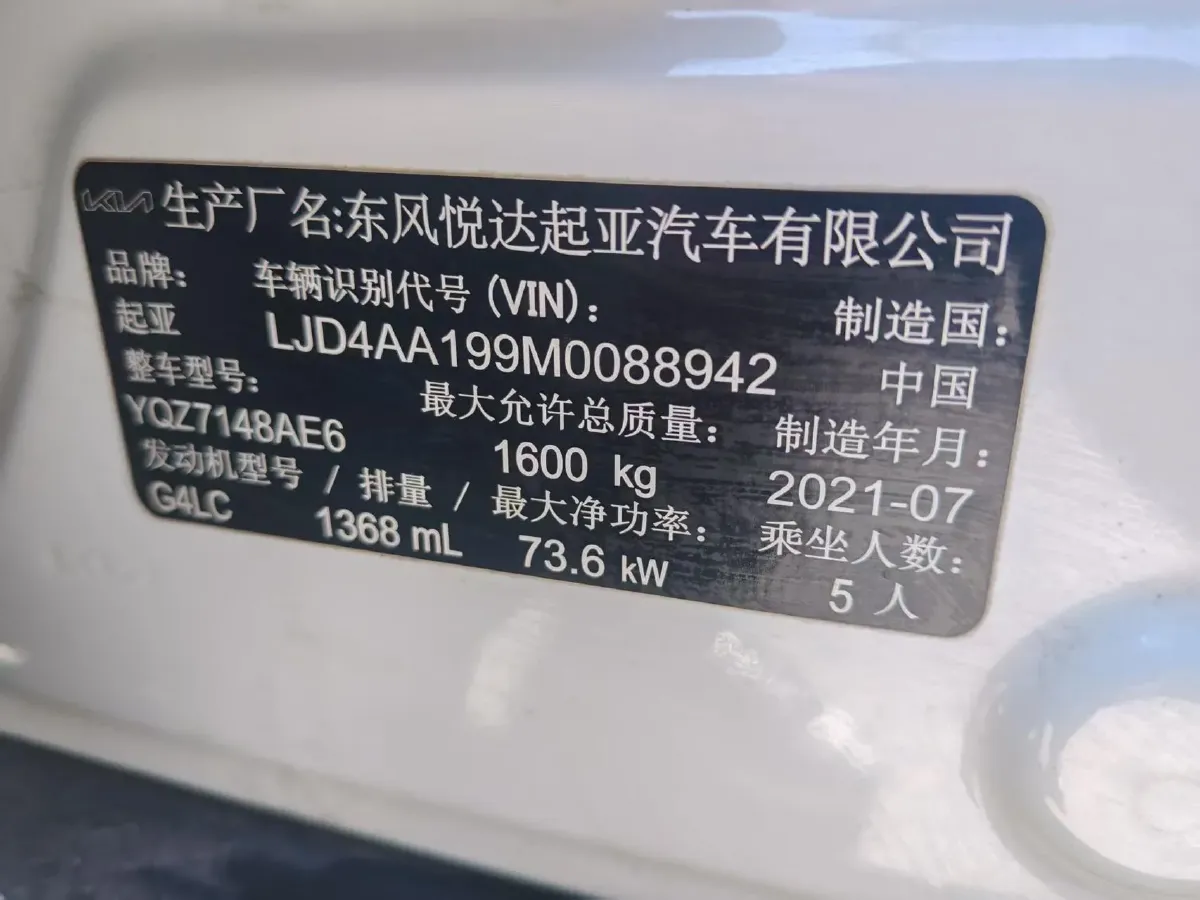 KIA 生产厂名:东风悦达起亚汽车有限公司
品牌: 车辆识别代号 (VIN): 制造国:
起亚 LJD4AA199M0088942 中国
整车型号: 最大允许总质量: 制造年月:
YQZ7148AE6 1600 kg 2021-07
发动机型号 / 排量 / 最大净功率: 乘坐人数:
G4LC 1368 mL 73.6 kW 5 人